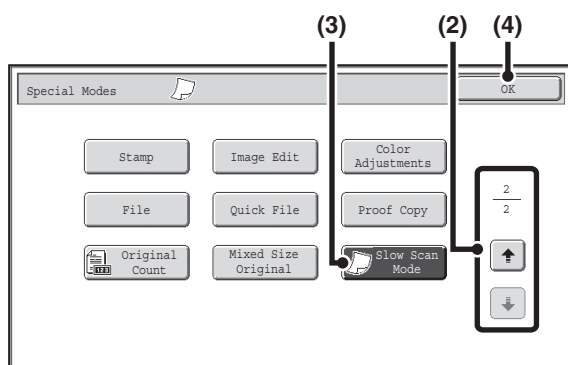 (3) (2) (4)
Special Modes OK
Stamp Image Edit Color
Adjustments
File Quick File Proof Copy
2
2
Original
Count
123
Mixed Size
Original
Slow Scan
Mode